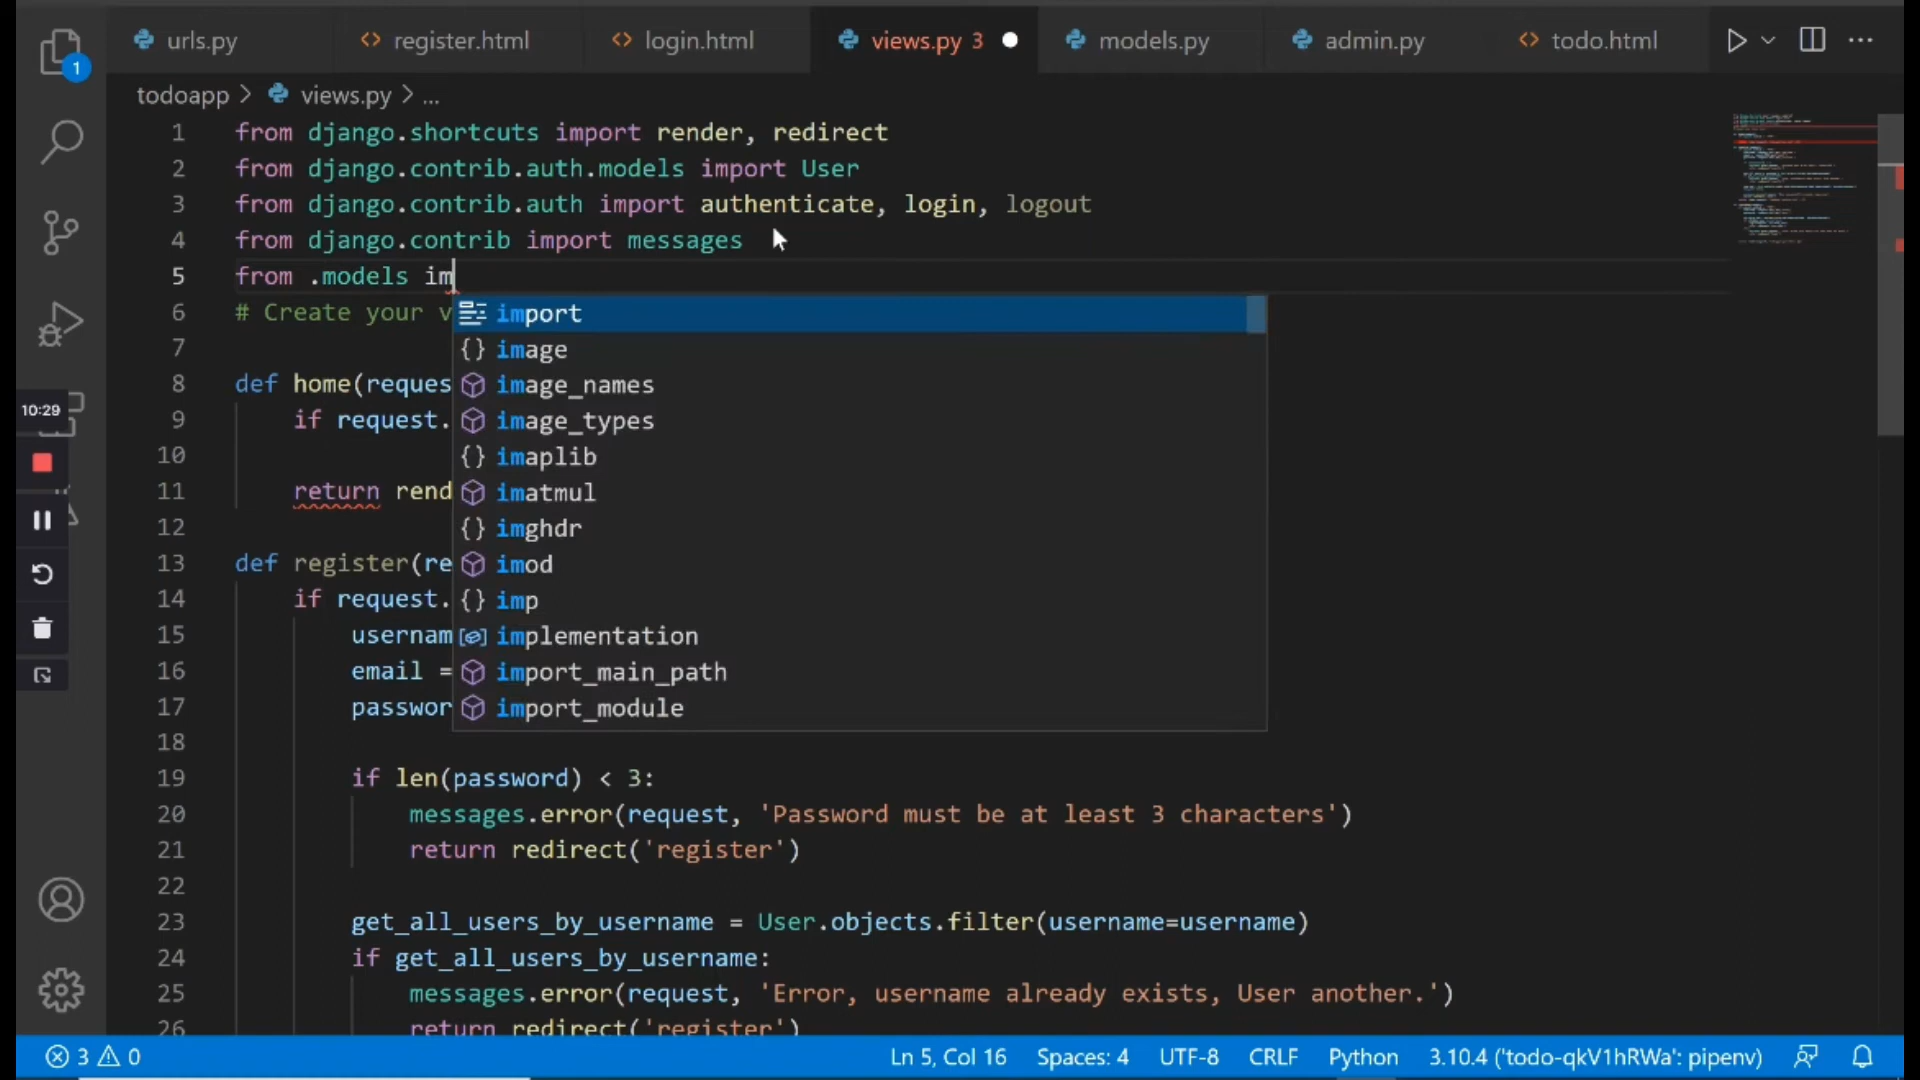 urls.py register.html login.html views.py 3 models.py admin.py todo.html
1
todoapp > views.py > ...
1 from django.shortcuts import render, redirect
2 from django.contrib.auth.models import User
3 from django.contrib.auth import authenticate, login, logout
4 from django.contrib import messages
5 from .models im
6 # Create your v
import
7
image
8 def home(reques
image_names
9 if request.
image_types
10
imaplib
11 return rend
imatmul
12
imghdr
13 def register(re
imod
14 if request.
imp
15 usernam
implementation
16 email =
import_main_path
17 passwor
import_module
18
19 if len(password) < 3:
20 messages.error(request, 'Password must be at least 3 characters')
21 return redirect('register')
22
23 get_all_users_by_username = User.objects.filter(username=username)
24 if get_all_users_by_username:
25 messages.error(request, 'Error, username already exists, User another.')
26 return redirect('register')
10:29
3 0 Ln 5, Col 16 Spaces: 4 UTF-8 CRLF Python 3.10.4 ('todo-qkV1hRWa': pipenv)